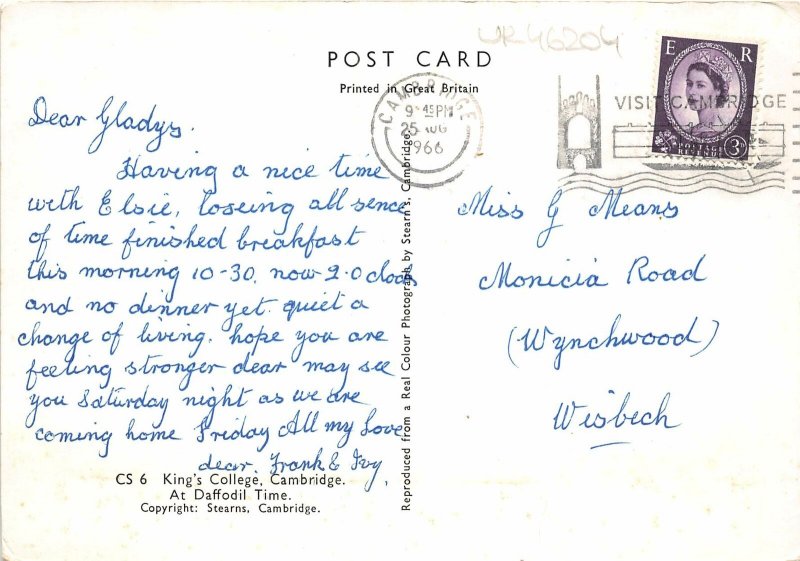 WR46204
POST CARD
Printed in Great Britain
E R
CAMBRIDGE
9 45 PM
25 AUG
1966
VISIT CAMBRIDGE
POSTAGE
3D
Dear Gladys.
Having a nice time
with Elsie, loseing all sence
of time finished breakfast
this morning 10-30. now 2.0 clock
and no dinner yet. quiet a
change of living. hope you are
feeling stronger dear may see
you saturday night as we are
coming home Friday All my Love
dear. Frank & Ivy.
CS 6 King's College, Cambridge.
At Daffodil Time.
Copyright: Stearns, Cambridge.
Reproduced from a Real Colour Photograph by Stearn's, Cambridge.
Miss G Means
Monicia Road
(Wynchwood)
Wisbech